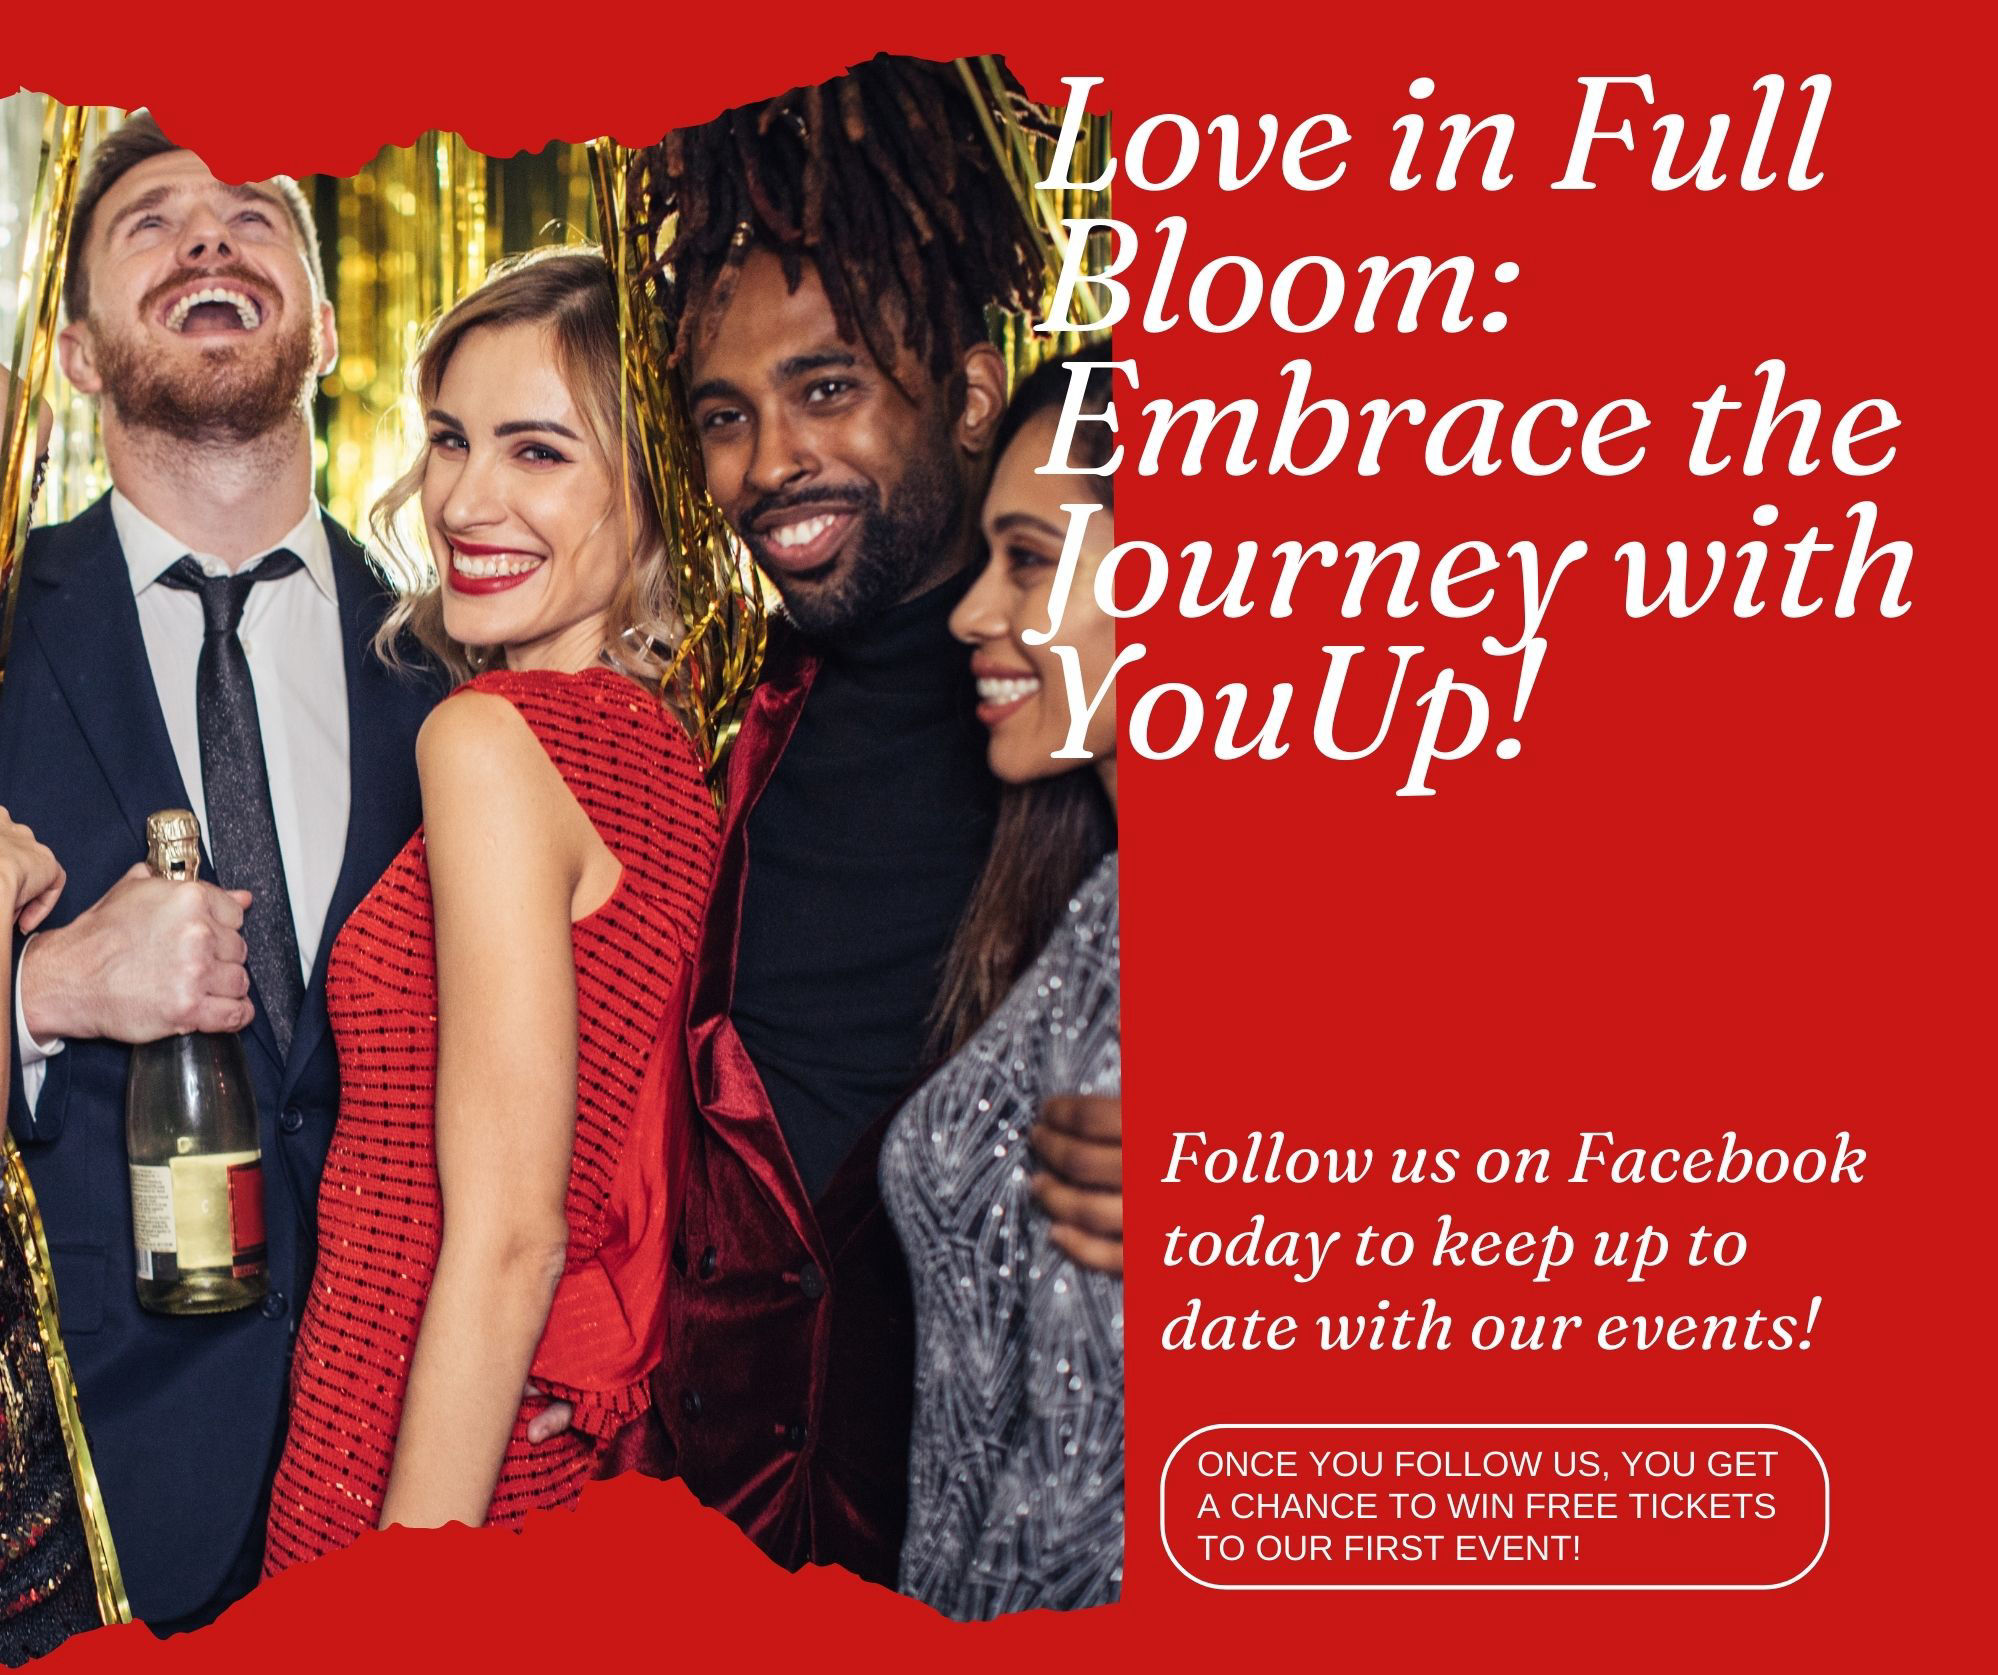 Love in Full
Bloom:
Embrace the
Journey with
YouUp!
Follow us on Facebook
today to keep up to
date with our events!
ONCE YOU FOLLOW US, YOU GET
A CHANCE TO WIN FREE TICKETS
TO OUR FIRST EVENT!